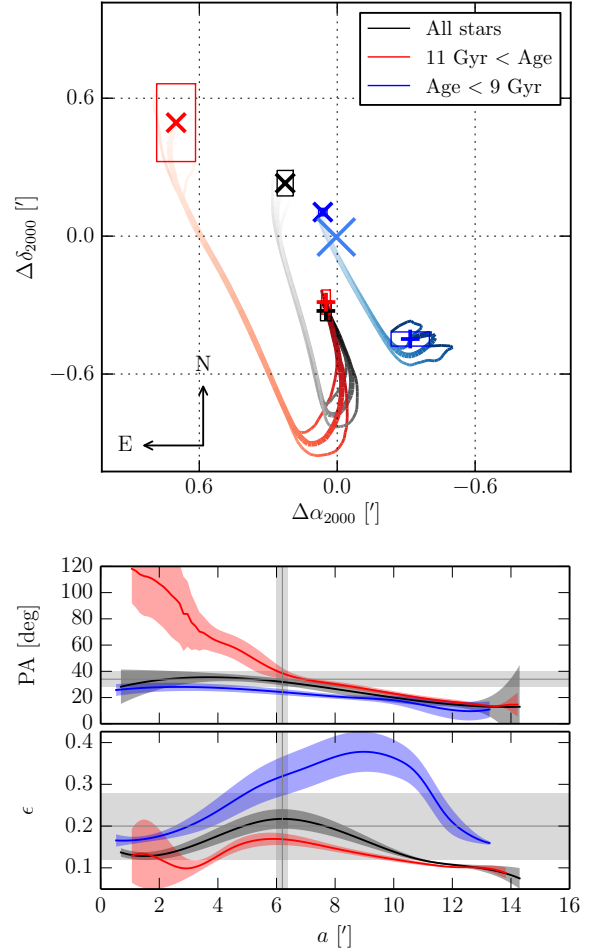 All stars
11 Gyr < Age
Age < 9 Gyr
0.6
0.0
−0.6
Δδ2000 [′]
N
E
0.6 0.0 −0.6
Δα2000 [′]
120
100
80
60
40
20
0
PA [deg]
0.4
0.3
0.2
0.1
ϵ
0 2 4 6 8 10 12 14 16
a [′]